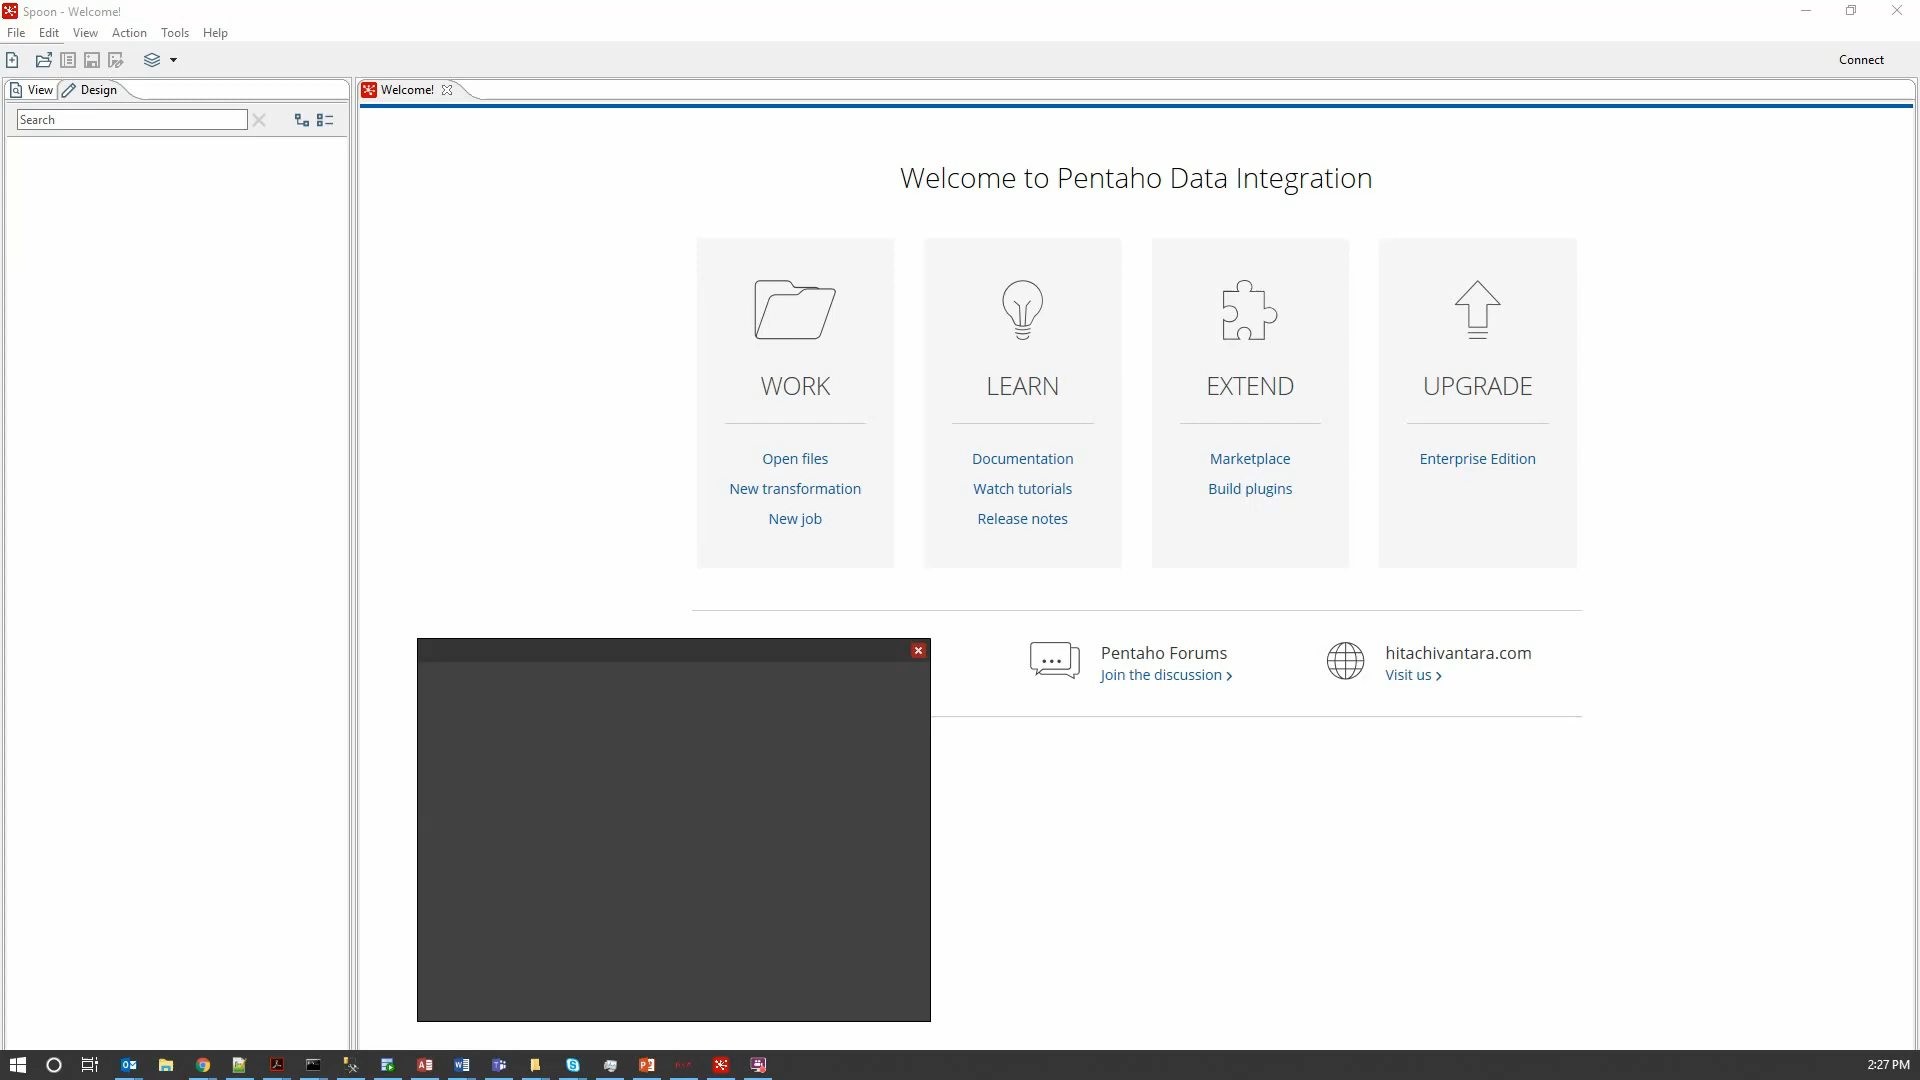 Spoon - Welcome!
File Edit View Action Tools Help
Connect
View Design
Welcome!
Search
Welcome to Pentaho Data Integration
WORK
Open files
New transformation
New job
LEARN
Documentation
Watch tutorials
Release notes
EXTEND
Marketplace
Build plugins
UPGRADE
Enterprise Edition
Pentaho Forums
Join the discussion ›
hitachivantara.com
Visit us ›
2:27 PM